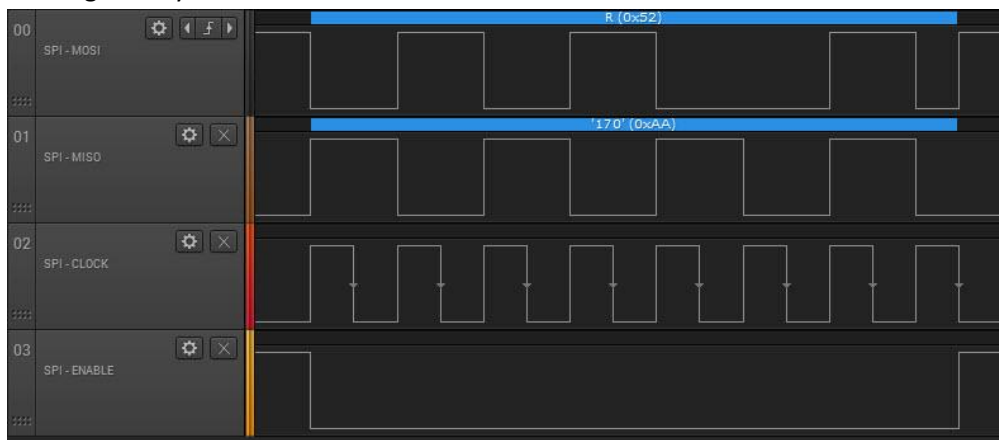 00
SPI - MOSI
R (0x52)
01
SPI - MISO
'170' (0xAA)
02
SPI - CLOCK
03
SPI - ENABLE